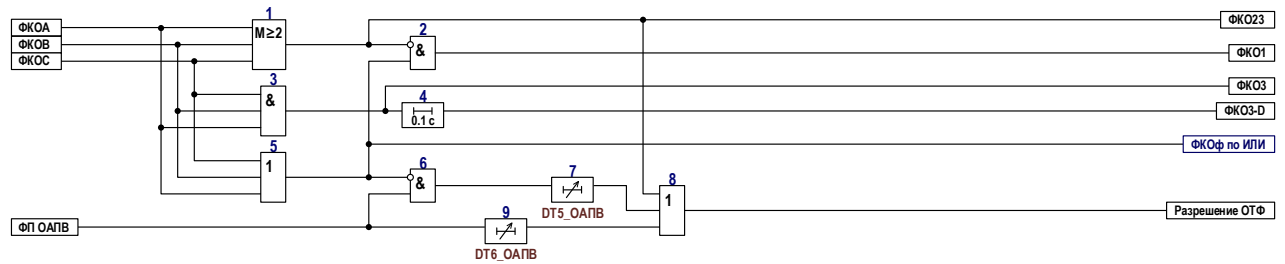 1
ФКОА
ФКО23
М≥2
2
ФКОВ
ФКО1
&
ФКОС
3
ФКО3
&
4
ФКО3-D
0.1 с
5
ФКОф по ИЛИ
1
6
&
7
8
1
DT5_ОАПВ
9
Разрешение ОТФ
ФП ОАПВ
DT6_ОАПВ